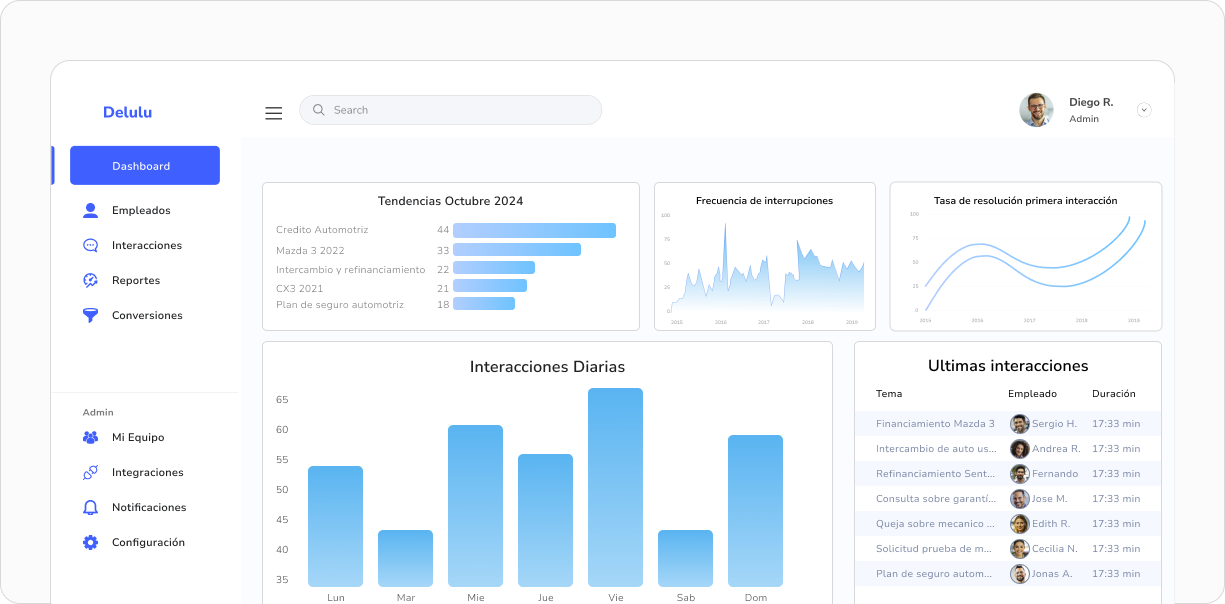 Delulu
Search
Diego R.
Admin
Dashboard
Empleados
Interacciones
Reportes
Conversiones
Admin
Mi Equipo
Integraciones
Notificaciones
Configuración
Tendencias Octubre 2024
Credito Automotriz 44
Mazda 3 2022 33
Intercambio y refinanciamiento 22
CX3 2021 21
Plan de seguro automotriz 18
Frecuencia de interrupciones
100
75
50
25
0
2015 2016 2017 2018 2019
Tasa de resolución primera interacción
100
75
50
25
0
2015 2016 2017 2018 2019
Interacciones Diarias
65
60
55
50
45
40
35
Lun Mar Mie Jue Vie Sab Dom
Ultimas interacciones
Tema Empleado Duración
Financiamiento Mazda 3 Sergio H. 17:33 min
Intercambio de auto us... Andrea R. 17:33 min
Refinanciamiento Sent... Fernando 17:33 min
Consulta sobre garantí... Jose M. 17:33 min
Queja sobre mecanico ... Edith R. 17:33 min
Solicitud prueba de m... Cecilia N. 17:33 min
Plan de seguro autom... Jonas A. 17:33 min